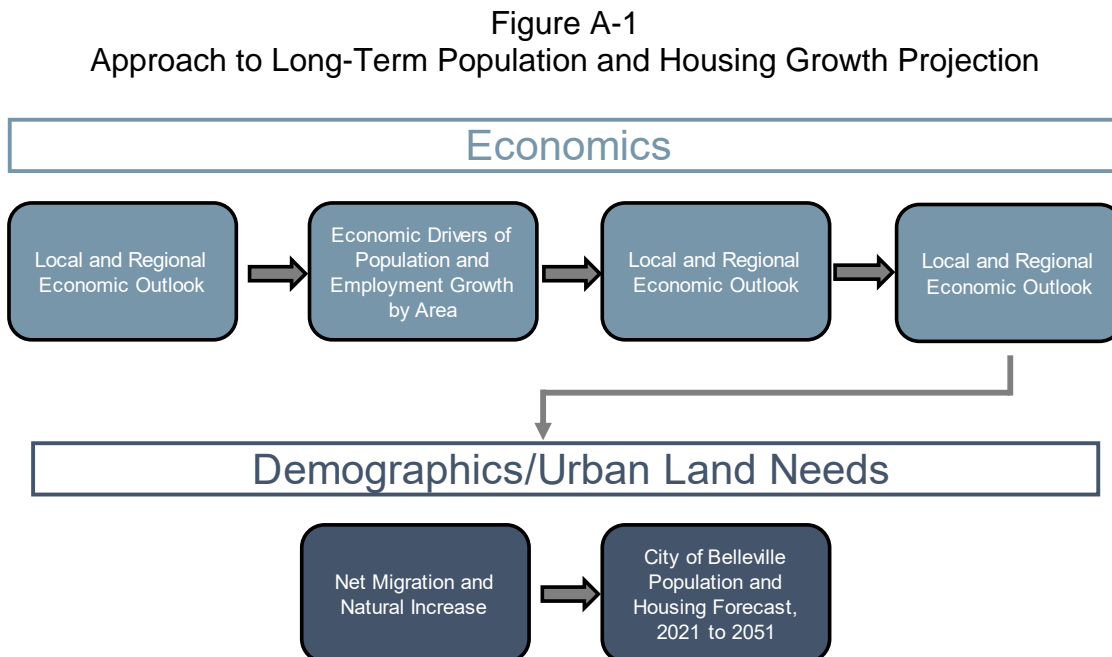 Figure A-1
Approach to Long-Term Population and Housing Growth Projection
Economics
Local and Regional
Economic Outlook
Economic Drivers of
Population and
Employment Growth
by Area
Local and Regional
Economic Outlook
Local and Regional
Economic Outlook
Demographics/Urban Land Needs
Net Migration and
Natural Increase
City of Belleville
Population and
Housing Forecast,
2021 to 2051